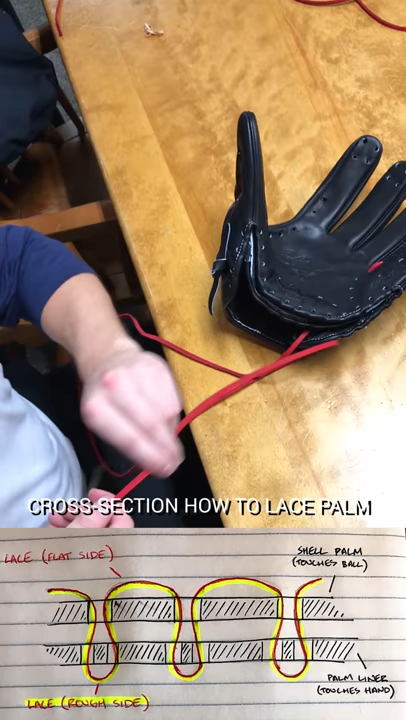 CROSS-SECTION HOW TO LACE PALM
LACE (FLAT SIDE)
SHELL PALM
(TOUCHES BALL)
PALM LINER
(TOUCHES HAND)
LACE (ROUGH SIDE)